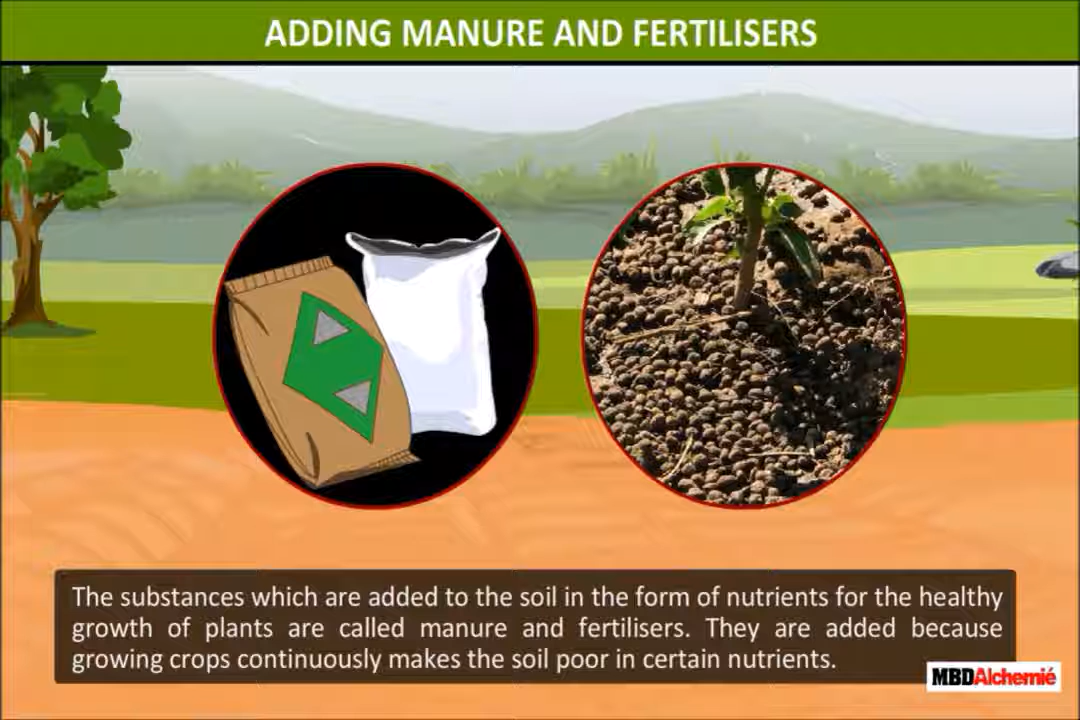 ADDING MANURE AND FERTILISERS
The substances which are added to the soil in the form of nutrients for the healthy
growth of plants are called manure and fertilisers. They are added because
growing crops continuously makes the soil poor in certain nutrients.
MBDAlchemié